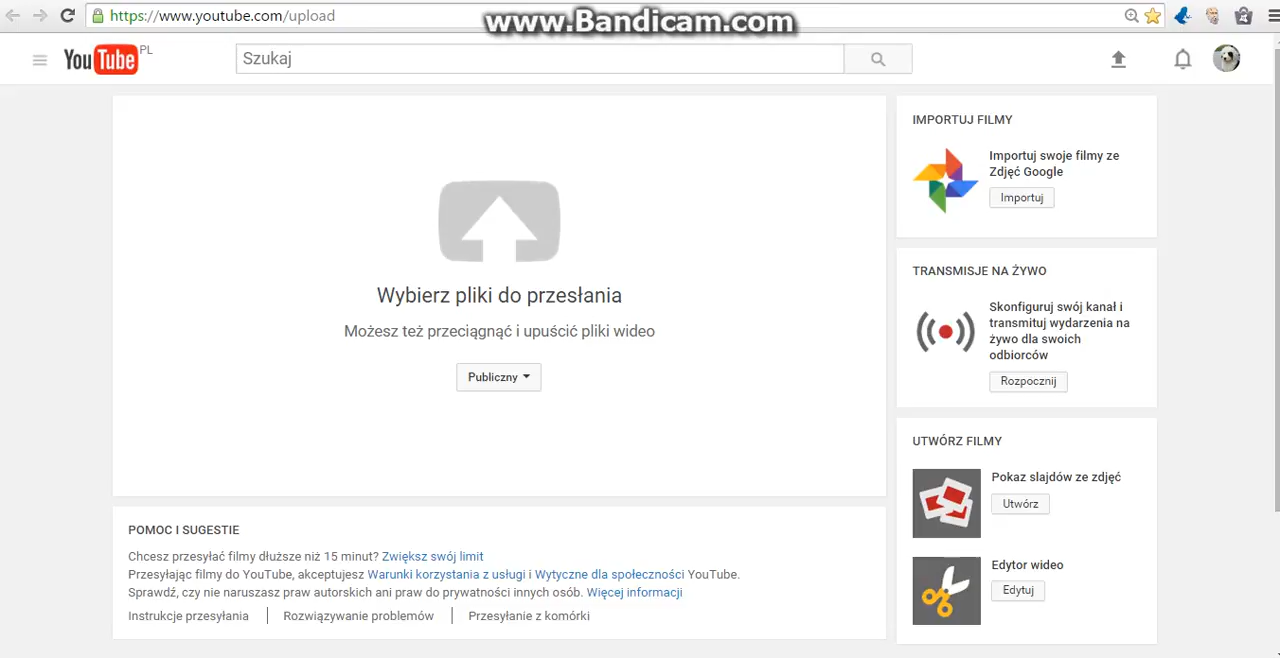 https://www.youtube.com/upload
www.Bandicam.com
YouTube PL
Szukaj
Wybierz pliki do przesłania
Możesz też przeciągnąć i upuścić pliki wideo
Publiczny
POMOC I SUGESTIE
Chcesz przesyłać filmy dłuższe niż 15 minut? Zwiększ swój limit
Przesyłając filmy do YouTube, akceptujesz Warunki korzystania z usługi i Wytyczne dla społeczności YouTube.
Sprawdź, czy nie naruszasz praw autorskich ani praw do prywatności innych osób. Więcej informacji
Instrukcje przesyłania | Rozwiązywanie problemów | Przesyłanie z komórki
IMPORTUJ FILMY
Importuj swoje filmy ze
Zdjęć Google
Importuj
TRANSMISJE NA ŻYWO
Skonfiguruj swój kanał i
transmituj wydarzenia na
żywo dla swoich
odbiorców
Rozpocznij
UTWÓRZ FILMY
Pokaz slajdów ze zdjęć
Utwórz
Edytor wideo
Edytuj